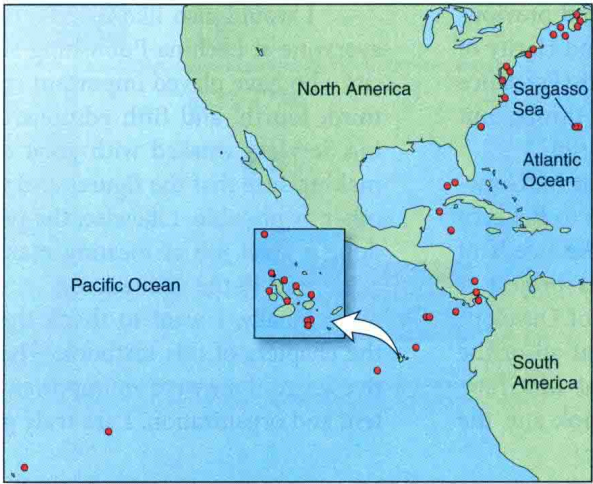 North America
Sargasso
Sea
Atlantic
Ocean
Pacific Ocean
South
America